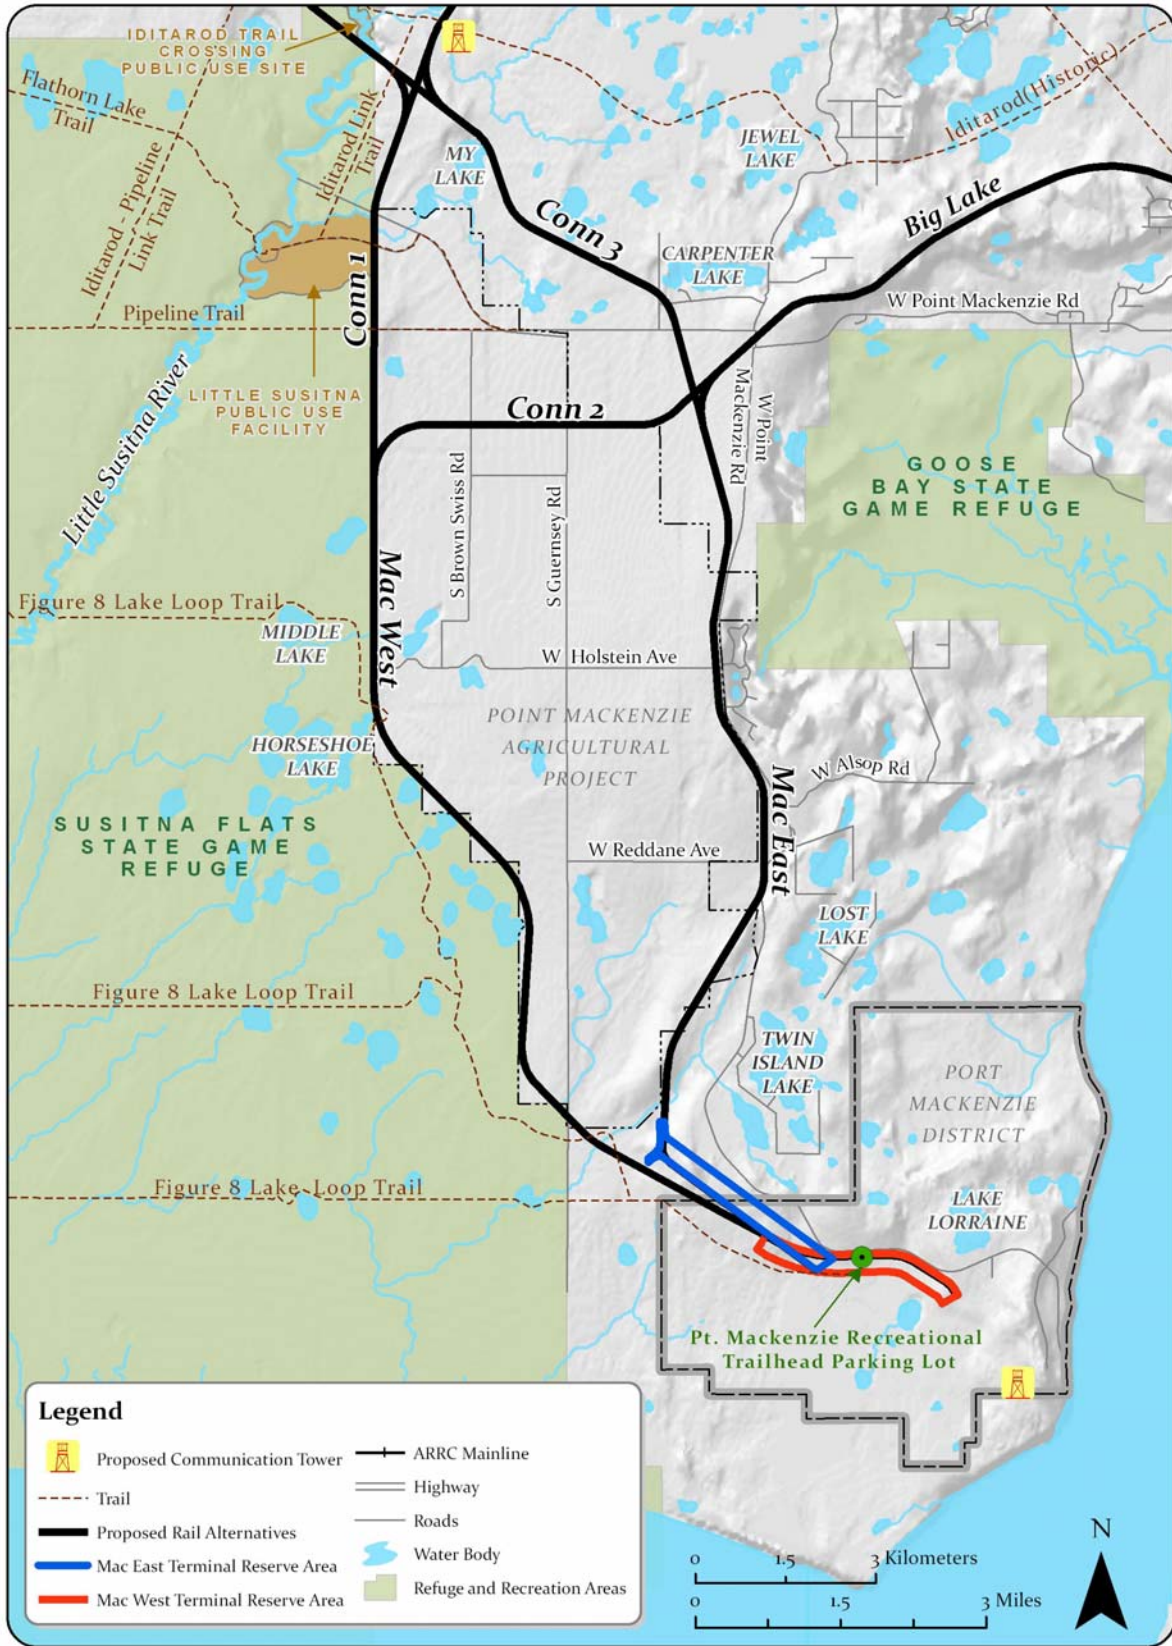 IDITAROD TRAIL
CROSSING
PUBLIC USE SITE
Flathorn Lake
Trail
Iditarod - Pipeline
Link Trail
Iditarod Link
Trail
MY
LAKE
JEWEL
LAKE
Iditarod(Historic)
Big Lake
Conn 3
CARPENTER
LAKE
W Point Mackenzie Rd
Conn 1
Pipeline Trail
LITTLE SUSITNA
PUBLIC USE
FACILITY
Little Susitna River
Conn 2
W Point
Mackenzie Rd
GOOSE
BAY STATE
GAME REFUGE
S Brown Swiss Rd
S Guernsey Rd
Mac West
Figure 8 Lake Loop Trail
MIDDLE
LAKE
W Holstein Ave
POINT MACKENZIE
AGRICULTURAL
PROJECT
HORSESHOE
LAKE
W Alsop Rd
Mac East
SUSITNA FLATS
STATE GAME
REFUGE
W Reddane Ave
LOST
LAKE
Figure 8 Lake Loop Trail
TWIN
ISLAND
LAKE
PORT
MACKENZIE
DISTRICT
Figure 8 Lake Loop Trail
LAKE
LORRAINE
Pt. Mackenzie Recreational
Trailhead Parking Lot
Legend
Proposed Communication Tower
Trail
Proposed Rail Alternatives
Mac East Terminal Reserve Area
Mac West Terminal Reserve Area
ARRC Mainline
Highway
Roads
Water Body
Refuge and Recreation Areas
0 1.5 3 Kilometers
0 1.5 3 Miles
N